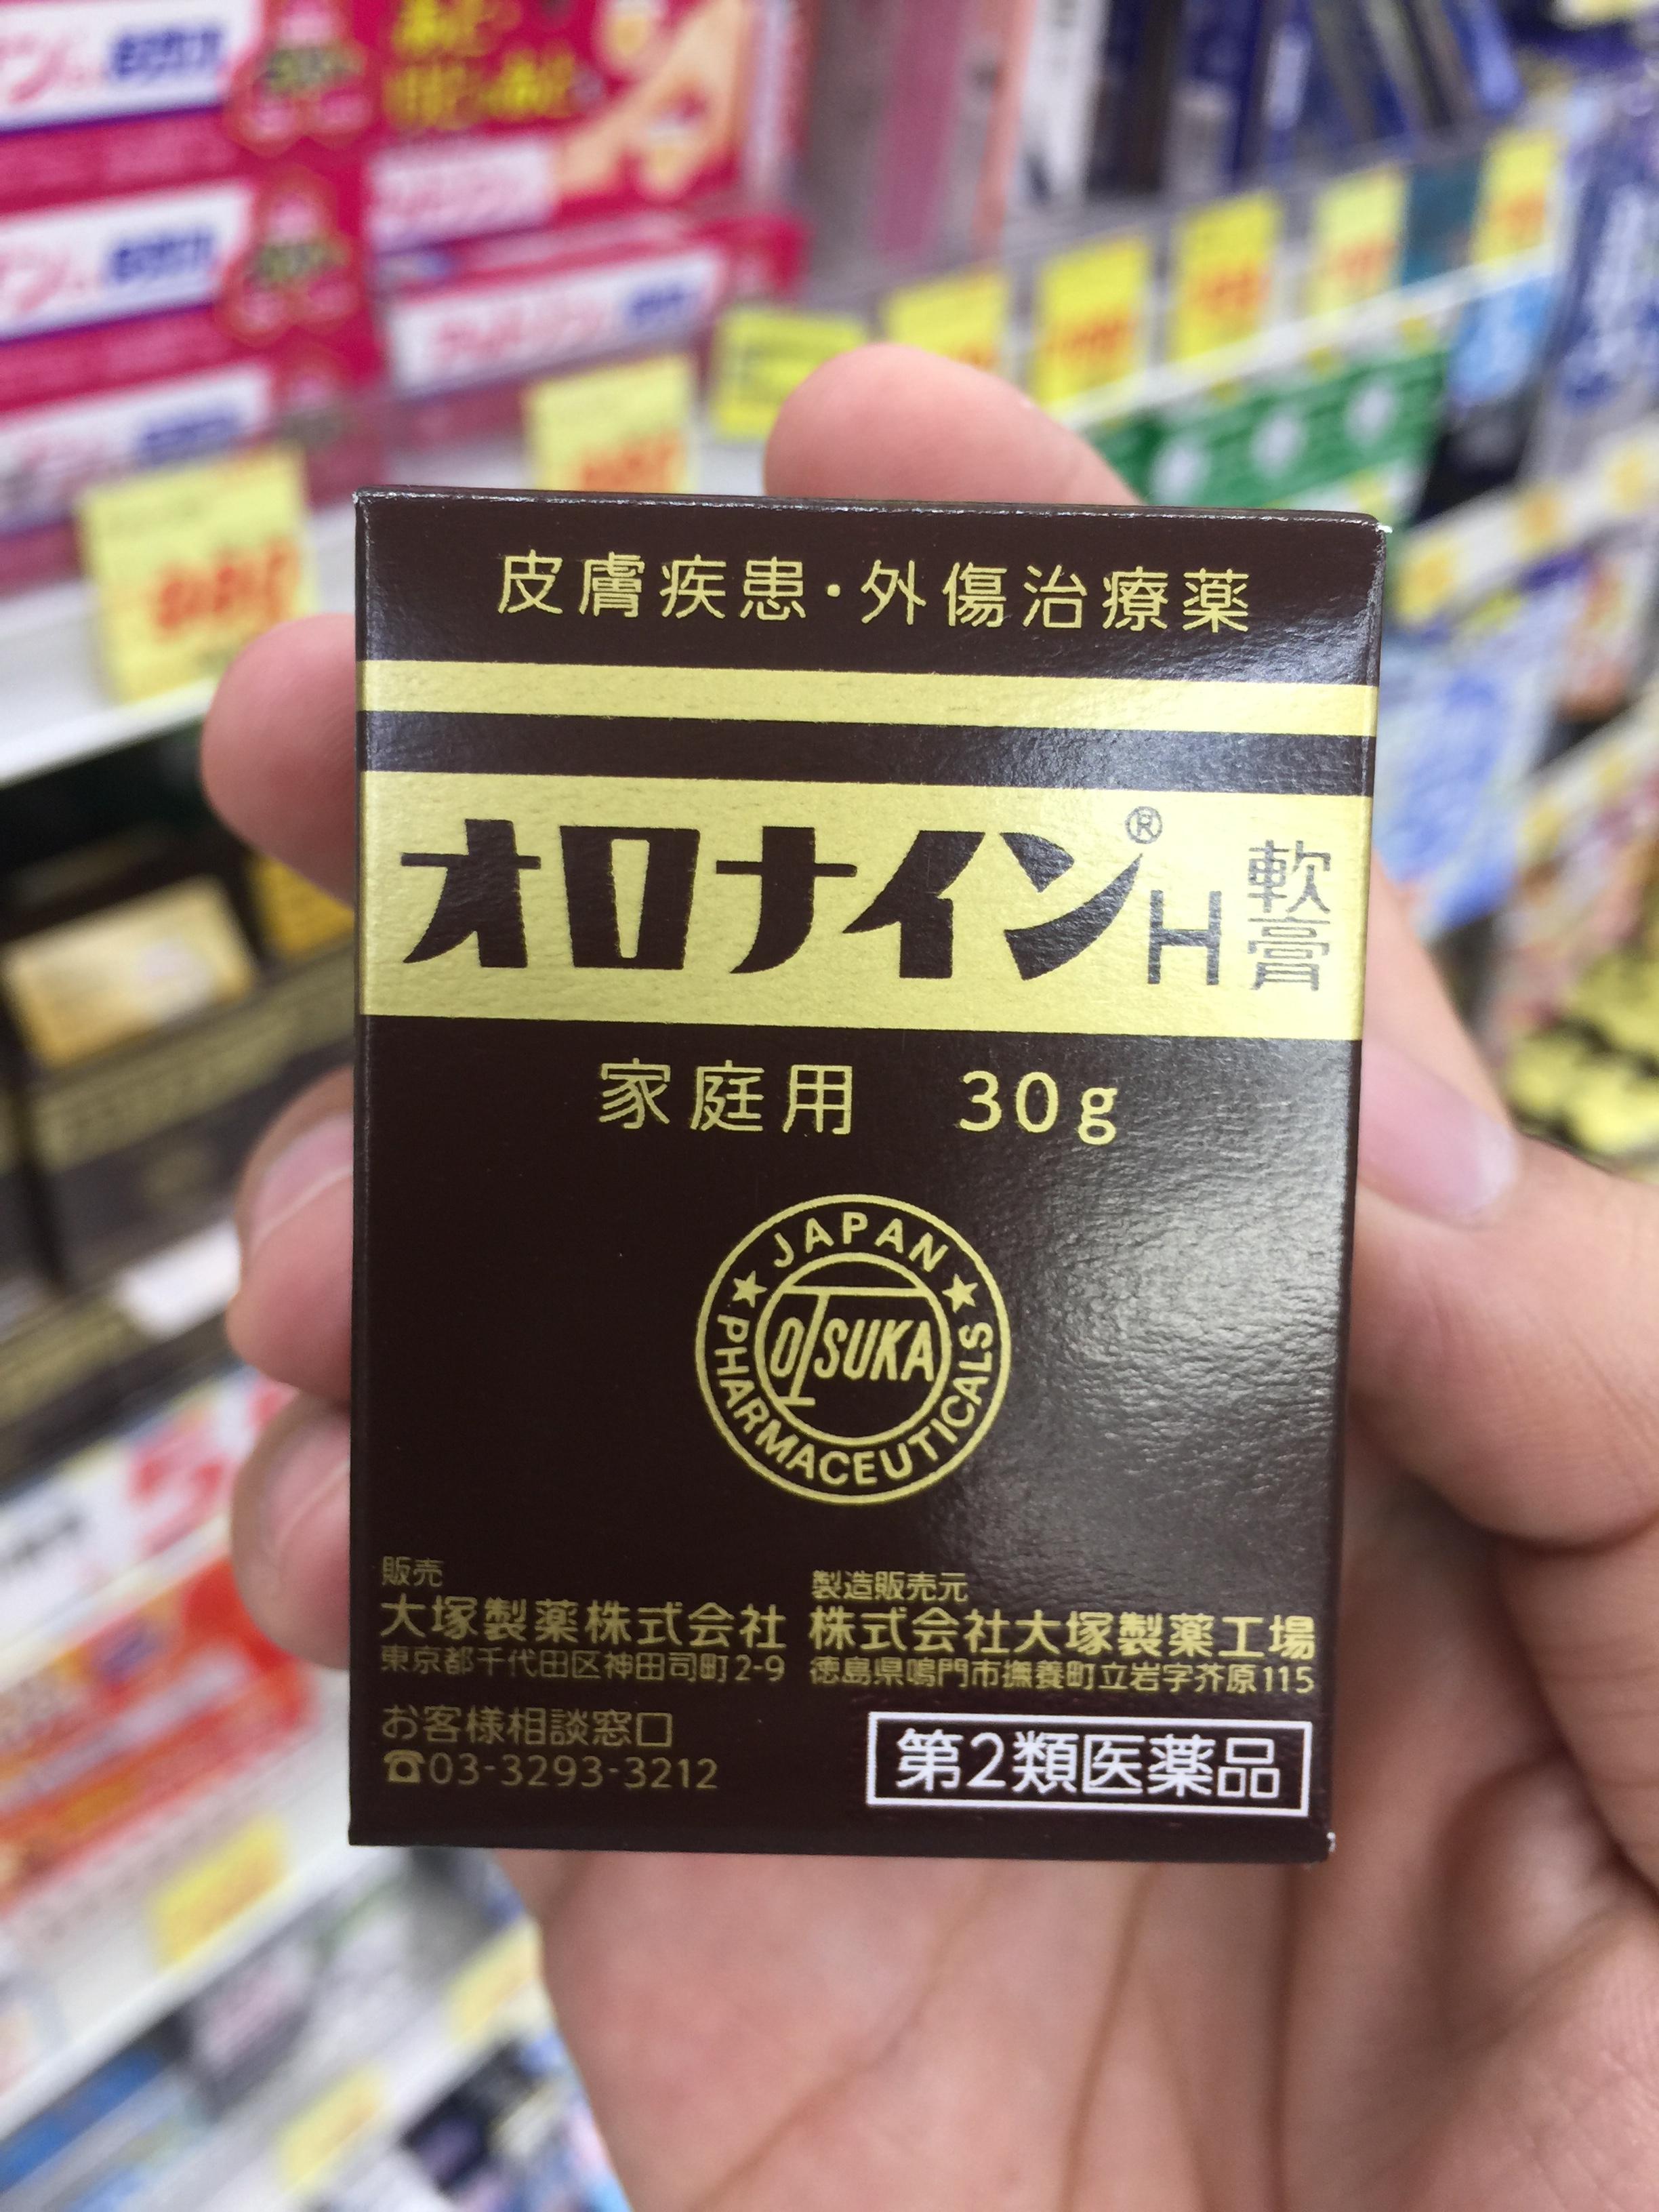 皮膚疾患・外傷治療薬
オロナイン®H軟膏
家庭用 30g
JAPAN
OTSUKA
PHARMACEUTICALS
販売
大塚製薬株式会社
東京都千代田区神田司町2-9
製造販売元
株式会社大塚製薬工場
徳島県鳴門市撫養町立岩字芥原115
お客様相談窓口
☎03-3293-3212
第2類医薬品